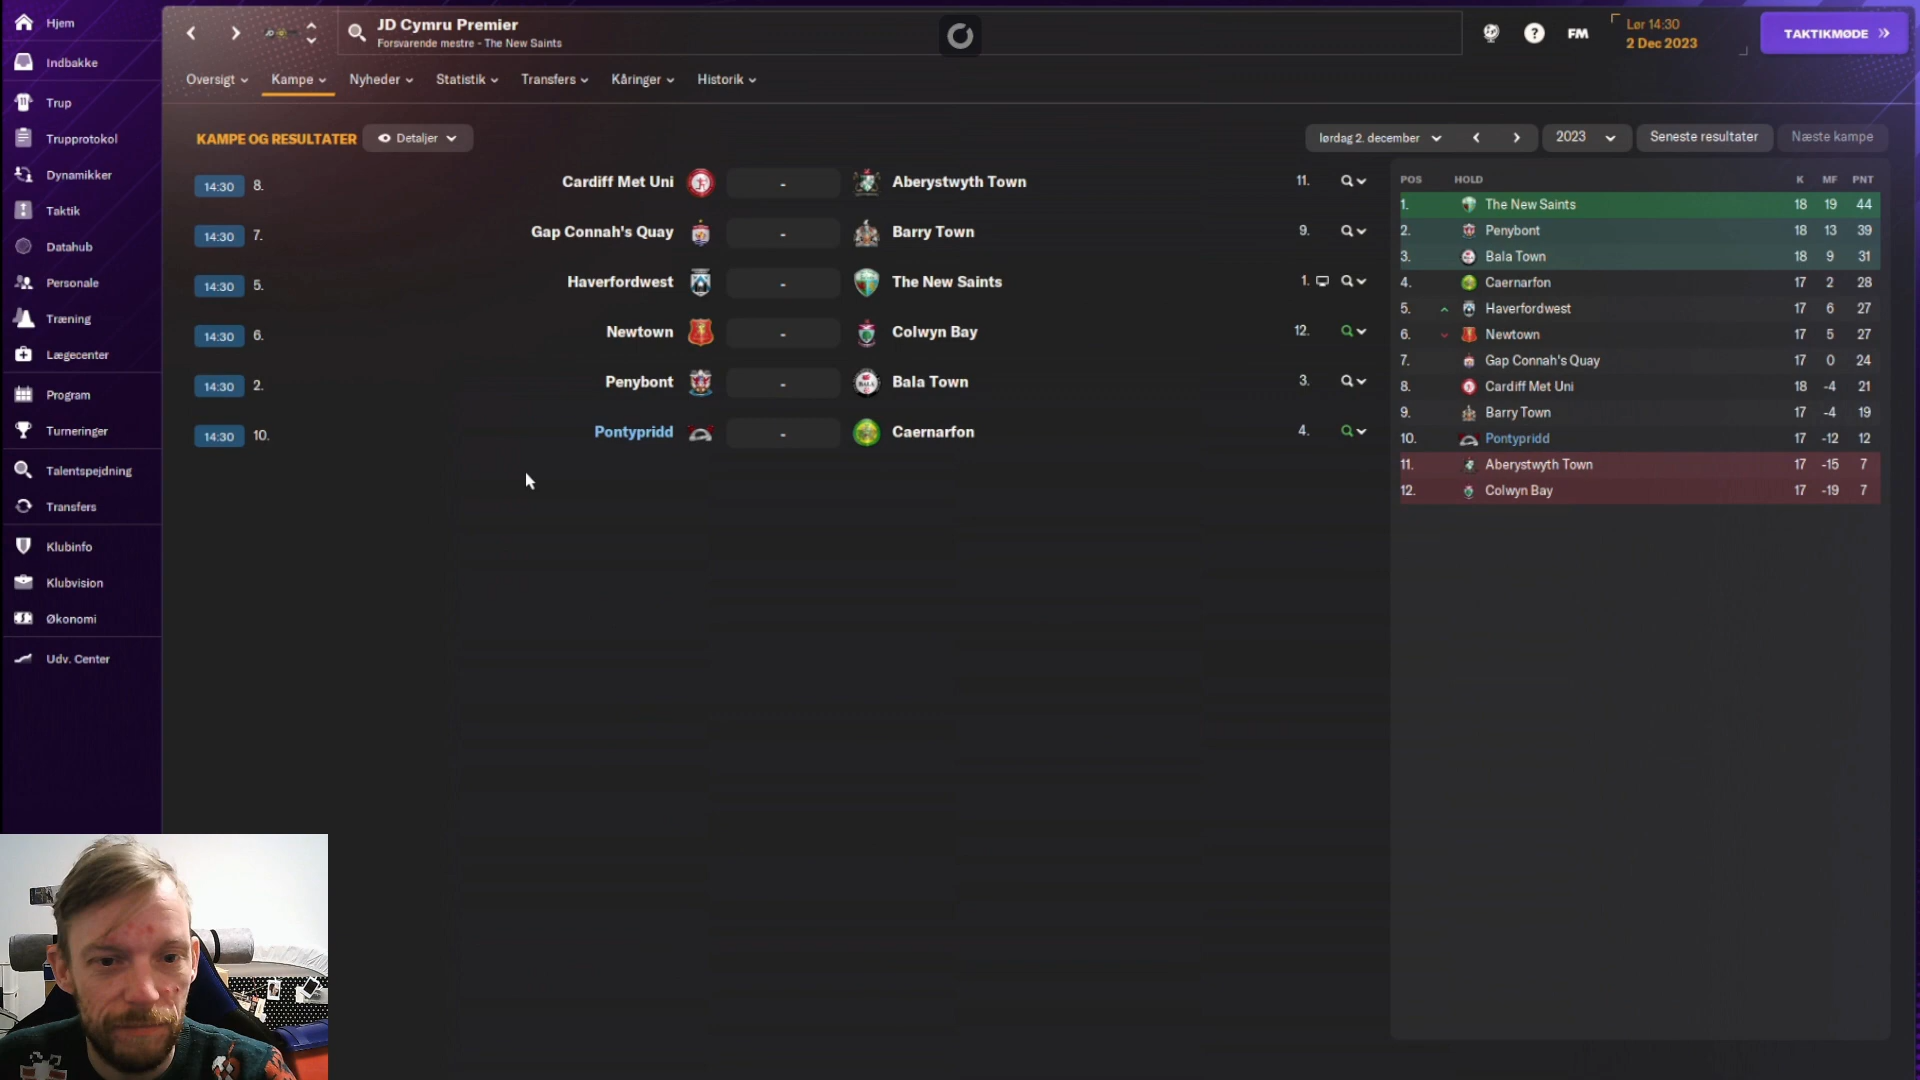 Hjem
Indbakke
Trup
Trupprotokol
Dynamikker
Taktik
Datahub
Personale
Træning
Lægecenter
Program
Turneringer
Talentspejdning
Transfers
Klubinfo
Klubvision
Økonomi
Udv. Center
JD Cymru Premier
Forsvarende mestre - The New Saints
FM
Lør 14:30
2 Dec 2023
TAKTIKMØDE
Oversigt Kampe Nyheder Statistik Transfers Kåringer Historik
KAMPE OG RESULTATER Detaljer lørdag 2. december 2023 Seneste resultater Næste kampe
14:30 8. Cardiff Met Uni - Aberystwyth Town 11.
14:30 7. Gap Connah's Quay - Barry Town 9.
14:30 5. Haverfordwest - The New Saints 1.
14:30 6. Newtown - Colwyn Bay 12.
14:30 2. Penybont - Bala Town 3.
14:30 10. Pontypridd - Caernarfon 4.
POS HOLD K MF PNT
1. The New Saints 18 19 44
2. Penybont 18 13 39
3. Bala Town 18 9 31
4. Caernarfon 17 2 28
5. Haverfordwest 17 6 27
6. Newtown 17 5 27
7. Gap Connah's Quay 17 0 24
8. Cardiff Met Uni 18 -4 21
9. Barry Town 17 -4 19
10. Pontypridd 17 -12 12
11. Aberystwyth Town 17 -15 7
12. Colwyn Bay 17 -19 7